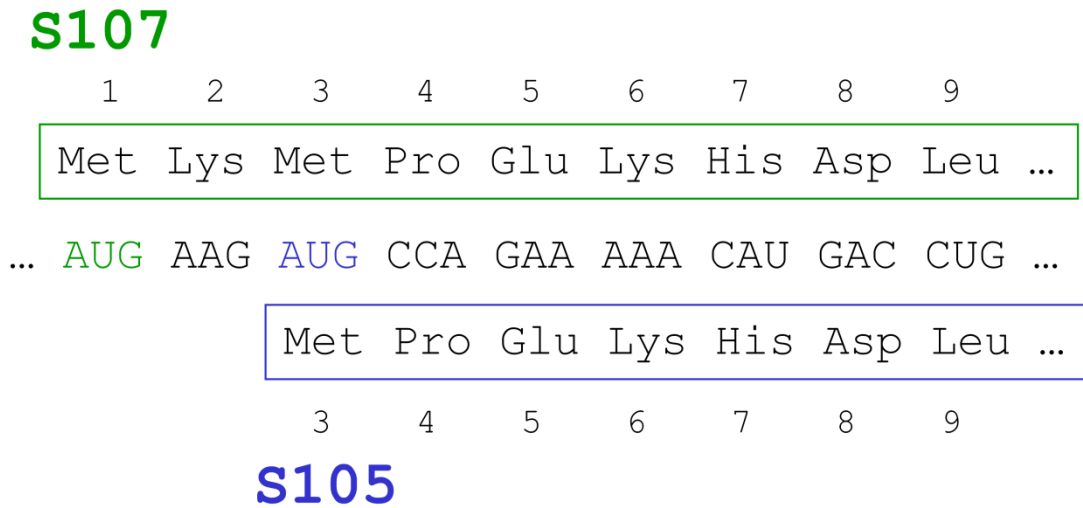 S107
1 2 3 4 5 6 7 8 9
Met Lys Met Pro Glu Lys His Asp Leu …
… AUG AAG AUG CCA GAA AAA CAU GAC CUG …
Met Pro Glu Lys His Asp Leu …
3 4 5 6 7 8 9
S105